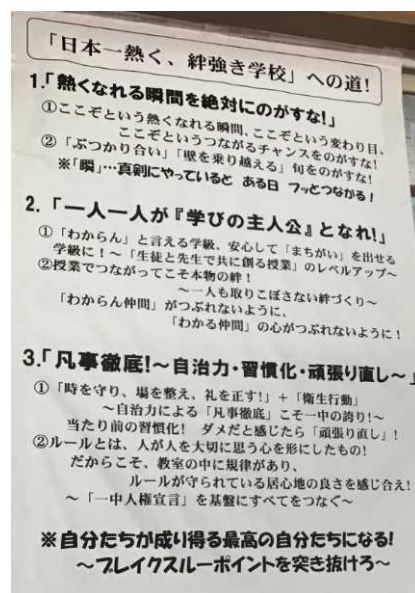 「日本一熱く、絆強き学校」への道!
1.「熱くなれる瞬間を絶対にのがすな!」
①ここぞという熱くなれる瞬間、ここぞという変わり目、
ここぞというつながるチャンスをのがすな!
②「ぶつかり合い」「壁を乗り越える」旬をのがすな!
※「瞬」…真剣にやっていると ある日 フッとつながる!
2.「一人一人が『学びの主人公』となれ!」
①「わからん」と言える学級、安心して「まちがい」を出せる
学級に!～「生徒と先生で共に創る授業」のレベルアップ～
②授業でつながってこそ本物の絆!
～一人も取りこぼさない絆づくり～
「わからん仲間」がつぶれないように、
「わかる仲間」の心がつぶれないように!
3.「凡事徹底!～自治力・習慣化・頑張り直し～」
①「時を守り、場を整え、礼を正す!」+「衛生行動」
～自治力による「凡事徹底」こそ一中の誇り!～
当たり前の習慣化! ダメだと感じたら「頑張り直し」!
②ルールとは、人が人を大切に思う心を形にしたもの!
だからこそ、教室の中に規律があり、
ルールが守られている居心地の良さを感じ合え!
～「一中人権宣言」を基盤にすべてをつなぐ～
※自分たちが成り得る最高の自分たちになる!
～ブレイクスルーポイントを突き抜けろ～